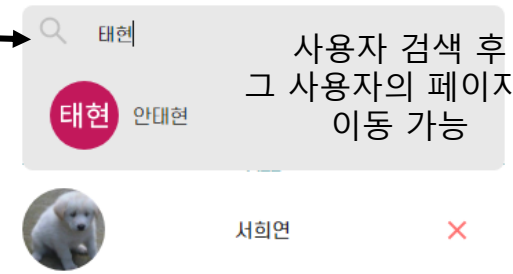 태현
사용자 검색 후
그 사용자의 페이지
이동 가능
태현 안태현
서희연